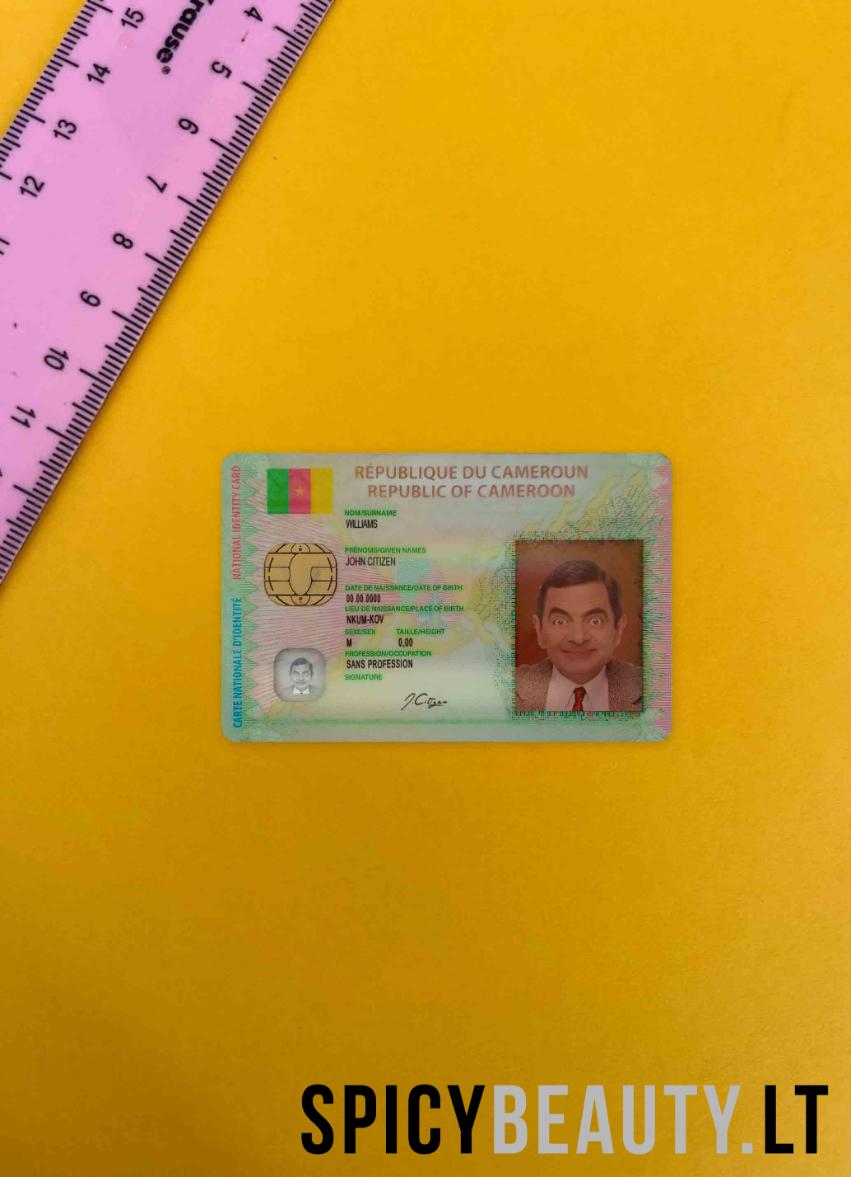 15
14
13
12
11
10
9
8
7
6
5
4
Krause®
NATIONAL IDENTITY CARD
CARTE NATIONALE D'IDENTITÉ
RÉPUBLIQUE DU CAMEROUN
REPUBLIC OF CAMEROON
NOM/SURNAME
WILLIAMS
PRÉNOMS/GIVEN NAMES
JOHN CITIZEN
DATE DE NAISSANCE/DATE OF BIRTH
00.00.0000
LIEU DE NAISSANCE/PLACE OF BIRTH
NKUM-KOV
SEXE/SEX TAILLE/HEIGHT
M 0,00
PROFESSION/OCCUPATION
SANS PROFESSION
SIGNATURE
J Citizen
SPICYBEAUTY.LT